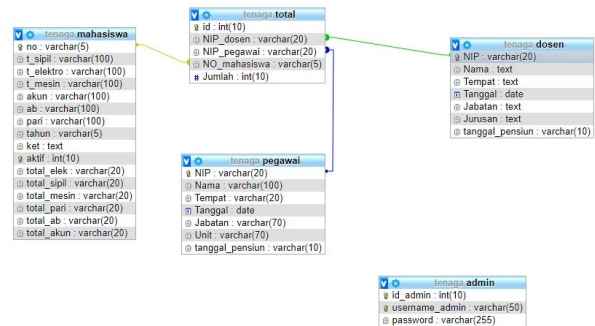 tenaga mahasiswa
no : varchar(5)
t_sipil : varchar(100)
t_elektro : varchar(100)
t_mesin : varchar(100)
akun : varchar(100)
ab : varchar(100)
pari : varchar(100)
tahun : varchar(5)
ket : text
aktif : int(10)
total_elek : varchar(20)
total_sipil : varchar(20)
total_mesin : varchar(20)
total_pari : varchar(20)
total_ab : varchar(20)
total_akun : varchar(20)
tenaga total
id : int(10)
NIP_dosen : varchar(20)
NIP_pegawai : varchar(20)
NO_mahasiswa : varchar(5)
# Jumlah : int(10)
tenaga dosen
NIP : varchar(20)
Nama : text
Tempat : text
Tanggal : date
Jabatan : text
Jurusan : text
tanggal_pensiun : varchar(10)
tenaga pegawai
NIP : varchar(20)
Nama : varchar(100)
Tempat : varchar(20)
Tanggal : date
Jabatan : varchar(70)
Unit : varchar(70)
tanggal_pensiun : varchar(10)
tenaga admin
id_admin : int(10)
username_admin : varchar(50)
password : varchar(255)